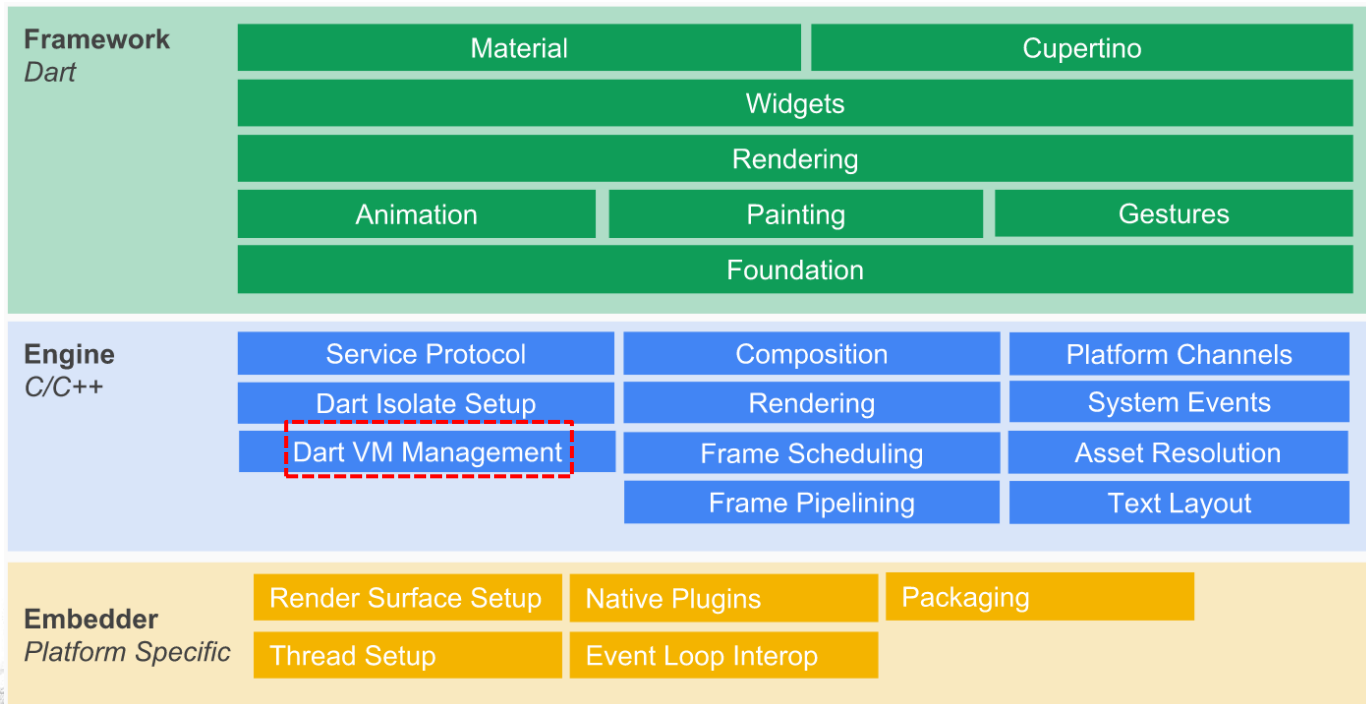 Framework
Dart
Material
Cupertino
Widgets
Rendering
Animation
Painting
Gestures
Foundation
Engine
C/C++
Service Protocol
Composition
Platform Channels
Dart Isolate Setup
Rendering
System Events
Dart VM Management
Frame Scheduling
Asset Resolution
Frame Pipelining
Text Layout
Embedder
Platform Specific
Render Surface Setup
Native Plugins
Packaging
Thread Setup
Event Loop Interop